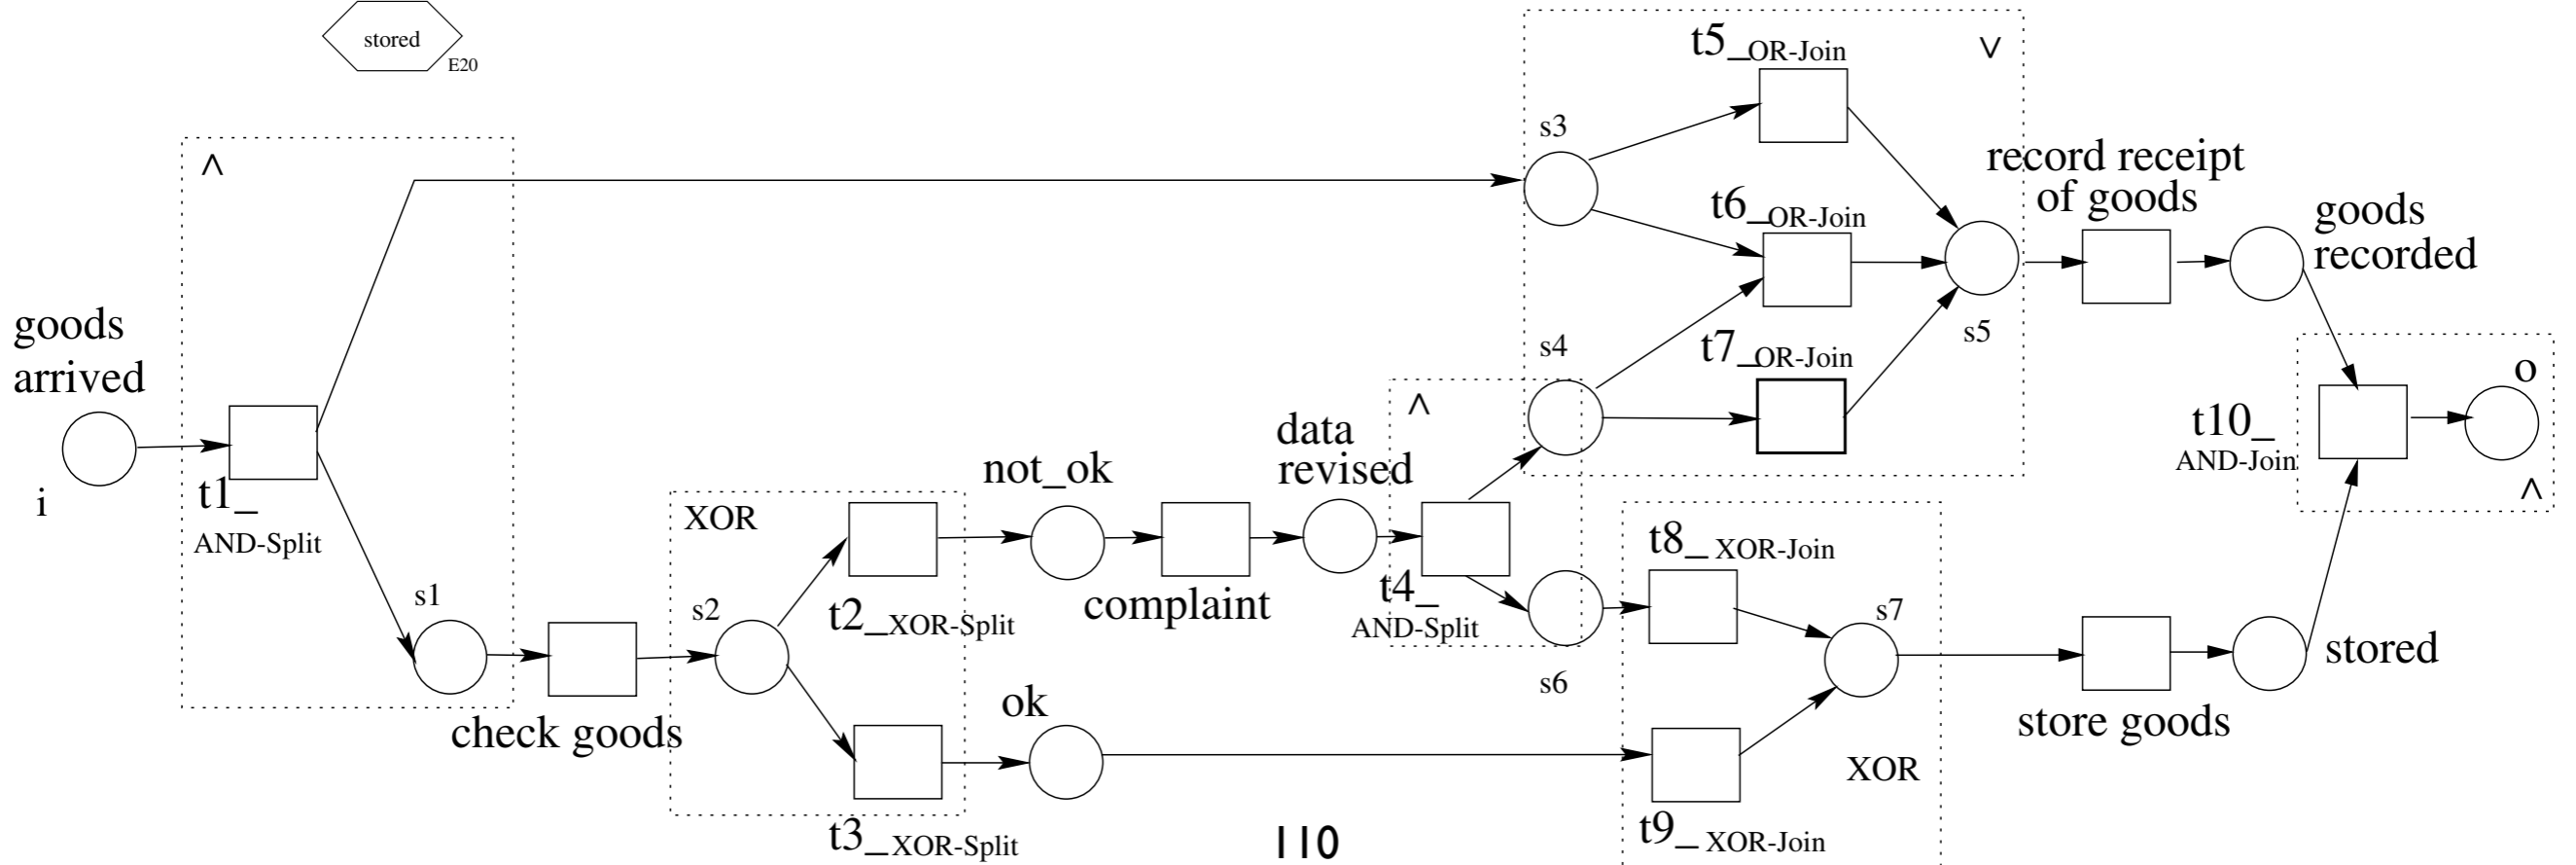 stored
E20
^
goods
arrived
i
t1_
AND-Split
s1
check goods
XOR
s2
t2_XOR-Split
t3_XOR-Split
not_ok
complaint
ok
data
revised
^
t4_
AND-Split
s3
s4
s6
t5_OR-Join
t6_OR-Join
t7_OR-Join
v
s5
t8_ XOR-Join
s7
t9_ XOR-Join
XOR
record receipt
of goods
goods
recorded
store goods
stored
t10_
AND-Join
o
^
110